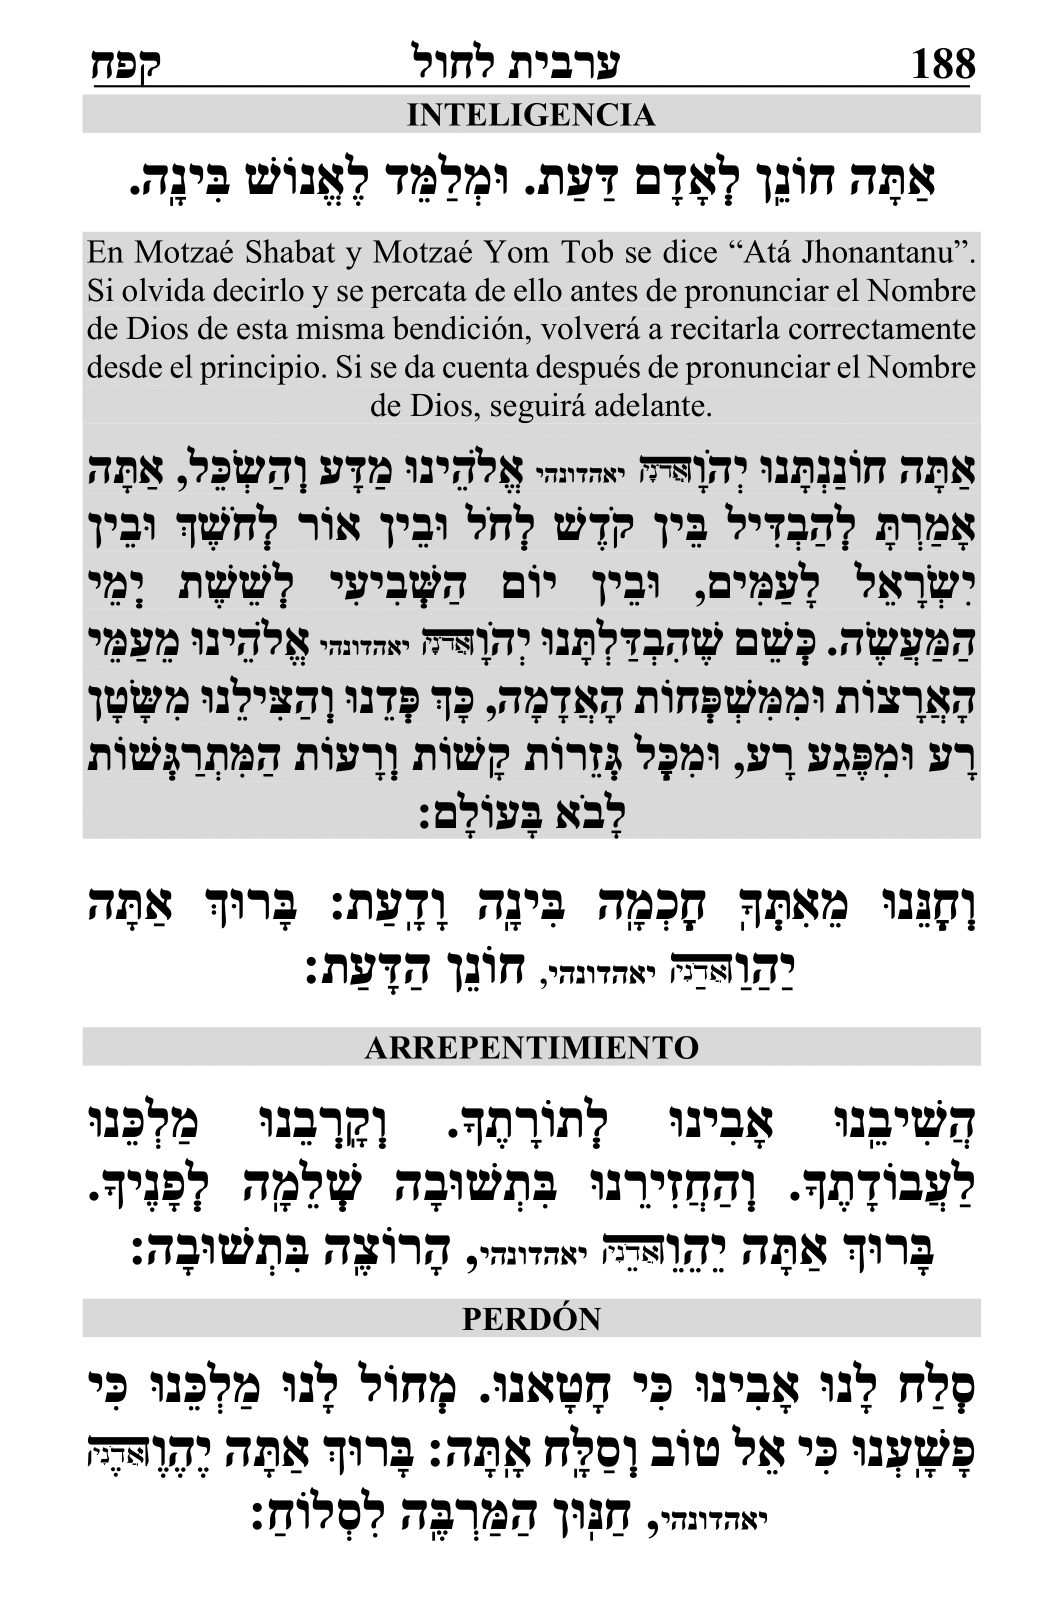 188 ערבית לחול קפח
INTELIGENCIA
אַתָּה חוֹנֵֽן לְאָדָם דַּעַת. וּמְלַמֵּד לֶאֱנוֹשׁ בִּינָֽה.
En Motzaé Shabat y Motzaé Yom Tob se dice “Atá Jhonantanu”.
Si olvida decirlo y se percata de ello antes de pronunciar el Nombre
de Dios de esta misma bendición, volverá a recitarla correctamente
desde el principio. Si se da cuenta después de pronunciar el Nombre
de Dios, seguirá adelante.
אַתָּה חוֹנַנְתָּנוּ יְהֹוָאֲדֹנָי יאהדונהי אֱלֹהֵינוּ מַדָּע וְהַשְׂכֵּל, אַתָּה
אָמַרְתָּ לְהַבְדִּיל בֵּין קֹדֶשׁ לְחֹל וּבֵין אוֹר לְחֹשֶׁךְ וּבֵין
יִשְׂרָאֵל לָעַמִּים, וּבֵין יוֹם הַשְּׁבִיעִי לְשֵׁשֶׁת יְמֵי
הַמַּעֲשֶׂה. כְּשֵׁם שֶׁהִבְדַּלְתָּנוּ יְהֹוָאֲדֹנָי יאהדונהי אֱלֹהֵינוּ מֵעַמֵּי
הָאֲרָצוֹת וּמִמִּשְׁפְּחוֹת הָאֲדָמָה, כָּךְ פְּדֵנוּ וְהַצִּילֵנוּ מִשָּׂטָן
רָע וּמִפֶּגַע רָע, וּמִכׇּל גְּזֵרוֹת קָשׁוֹת וְרָעוֹת הַמִּתְרַגְּשׁוֹת
לָבֹא בָּעוֹלָם:
וְחׇנֵּנוּ מֵאִתְּךָֽ חׇכְמָֽה בִּינָֽה וָדָֽעַת: בָּרוּךְ אַתָּה
יַהַוַאֲדַנָי יאהדונהי, חוֹנֵן הַדָּעַת:
ARREPENTIMIENTO
הֲשִׁיבֵֽנוּ אָבִינוּ לְתוֹרָתֶךָ. וְקָֽרְבֵנוּ מַלְכֵּנוּ
לַעֲבוֹדָתֶךָ. וְהַחֲזִירֵנוּ בִּתְשׁוּבָה שְׁלֵמָֽה לְפָנֶיךָ.
בָּרוּךְ אַתָּה יֵהֵוֵאֲדֵנָי יאהדונהי, הָרוֹצֶֽה בִּתְשׁוּבָה:
PERDÓN
סְלַח לָנוּ אָבִינוּ כִּי חָטָאנוּ. מְחוֹל לָנוּ מַלְכֵּנוּ כִּי
פָשָֽׁעְנוּ כִּי אֵל טוֹב וְסַלָּֽח אָֽתָּה: בָּרוּךְ אַתָּה יֶהֶוֶאֲדֶנָי
יאהדונהי, חַנּוּן הַמַּרְבֶּֽה לִסְלוֹחַ: